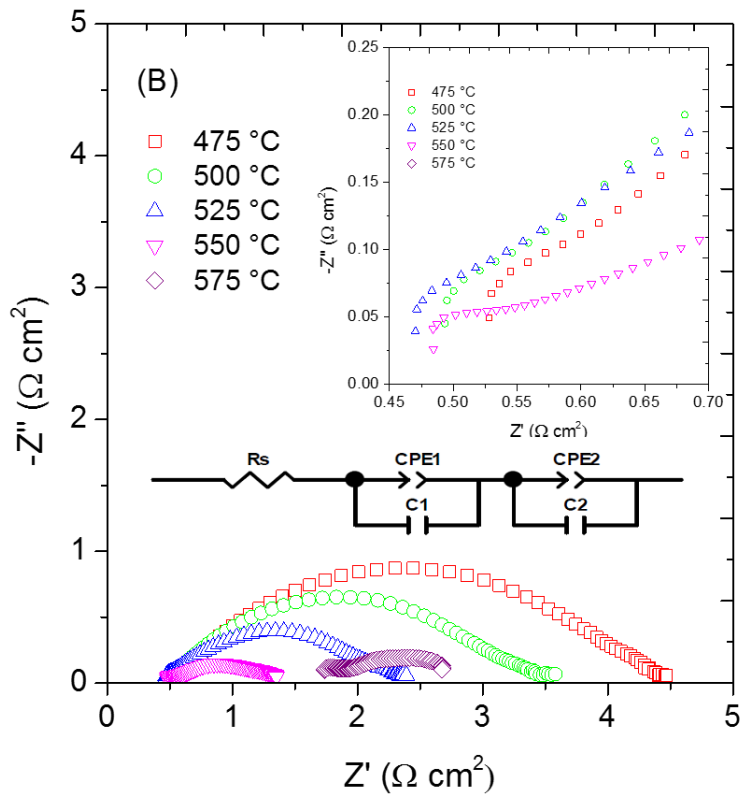 (B)
475 °C
500 °C
525 °C
550 °C
575 °C
5
4
3
2
1
0
-Z'' (Ω cm²)
0 1 2 3 4 5
Z' (Ω cm²)
0.25
0.20
0.15
0.10
0.05
0.00
-Z'' (Ω cm²)
475 °C
500 °C
525 °C
550 °C
575 °C
0.45 0.50 0.55 0.60 0.65 0.70
Z' (Ω cm²)
Rs CPE1 CPE2
C1 C2